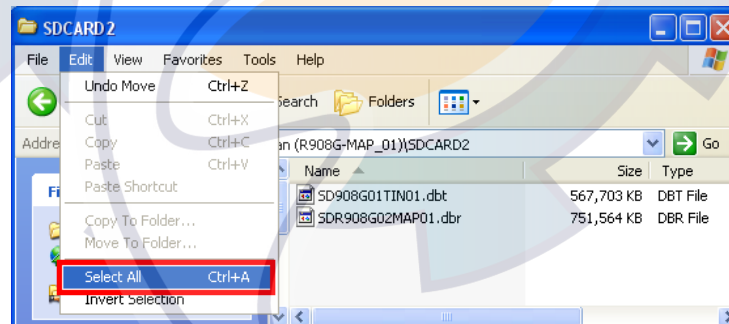 SDCARD2
File Edit View Favorites Tools Help
Undo Move Ctrl+Z
Search Folders
Cut Ctrl+X
Copy Ctrl+C
Addre (R908G-MAP_01)\SDCARD2 Go
Paste Ctrl+V
Name Size Type
Paste Shortcut
SD908G01TIN01.dbt 567,703 KB DBT File
SDR908G02MAP01.dbr 751,564 KB DBR File
Copy To Folder...
Move To Folder...
Select All Ctrl+A
Invert Selection